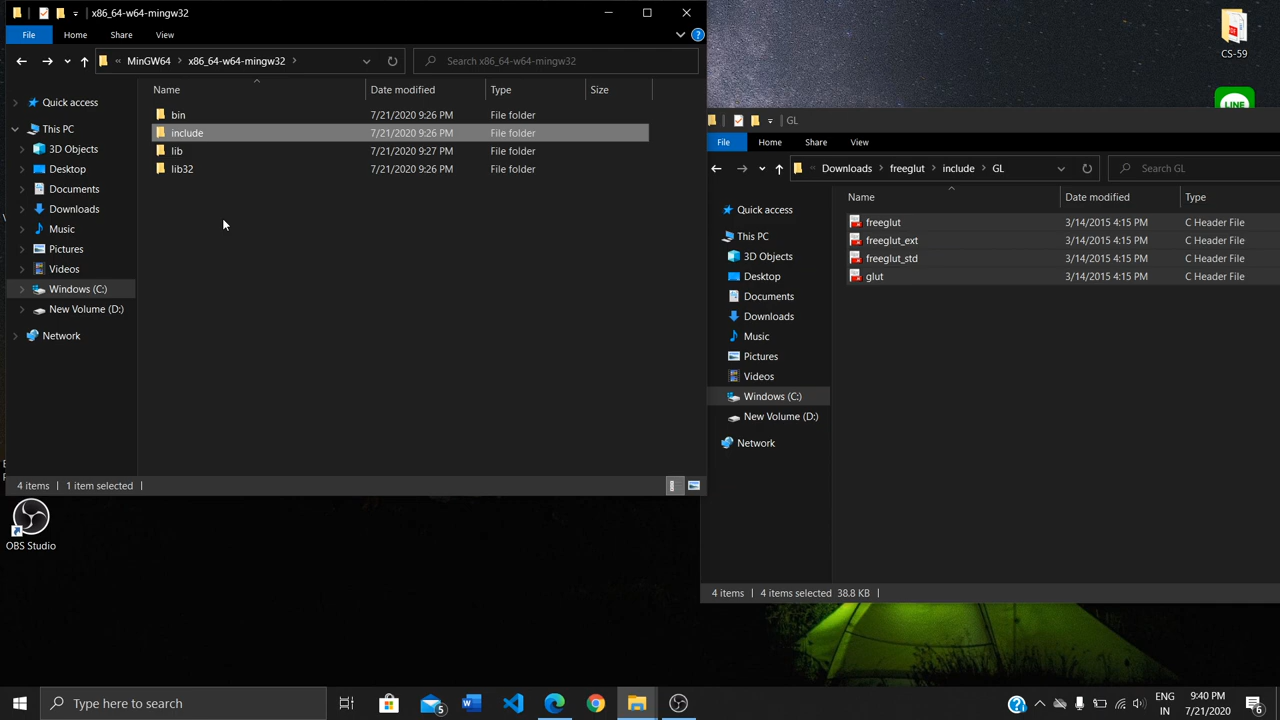 x86_64-w64-mingw32
File Home Share View
MinGW64 x86_64-w64-mingw32
Search x86_64-w64-mingw32
Name Date modified Type Size
Quick access
This PC
3D Objects
Desktop
Documents
Downloads
Music
Pictures
Videos
Windows (C:)
New Volume (D:)
Network
bin 7/21/2020 9:26 PM File folder
include 7/21/2020 9:26 PM File folder
lib 7/21/2020 9:27 PM File folder
lib32 7/21/2020 9:26 PM File folder
4 items 1 item selected
CS-59
LINE
GL
File Home Share View
Downloads freeglut include GL
Search GL
Name Date modified Type
Quick access
This PC
3D Objects
Desktop
Documents
Downloads
Music
Pictures
Videos
Windows (C:)
New Volume (D:)
Network
freeglut 3/14/2015 4:15 PM C Header File
freeglut_ext 3/14/2015 4:15 PM C Header File
freeglut_std 3/14/2015 4:15 PM C Header File
glut 3/14/2015 4:15 PM C Header File
4 items 4 items selected 38.8 KB
OBS Studio
Type here to search
5
ENG
IN
9:40 PM
7/21/2020
6